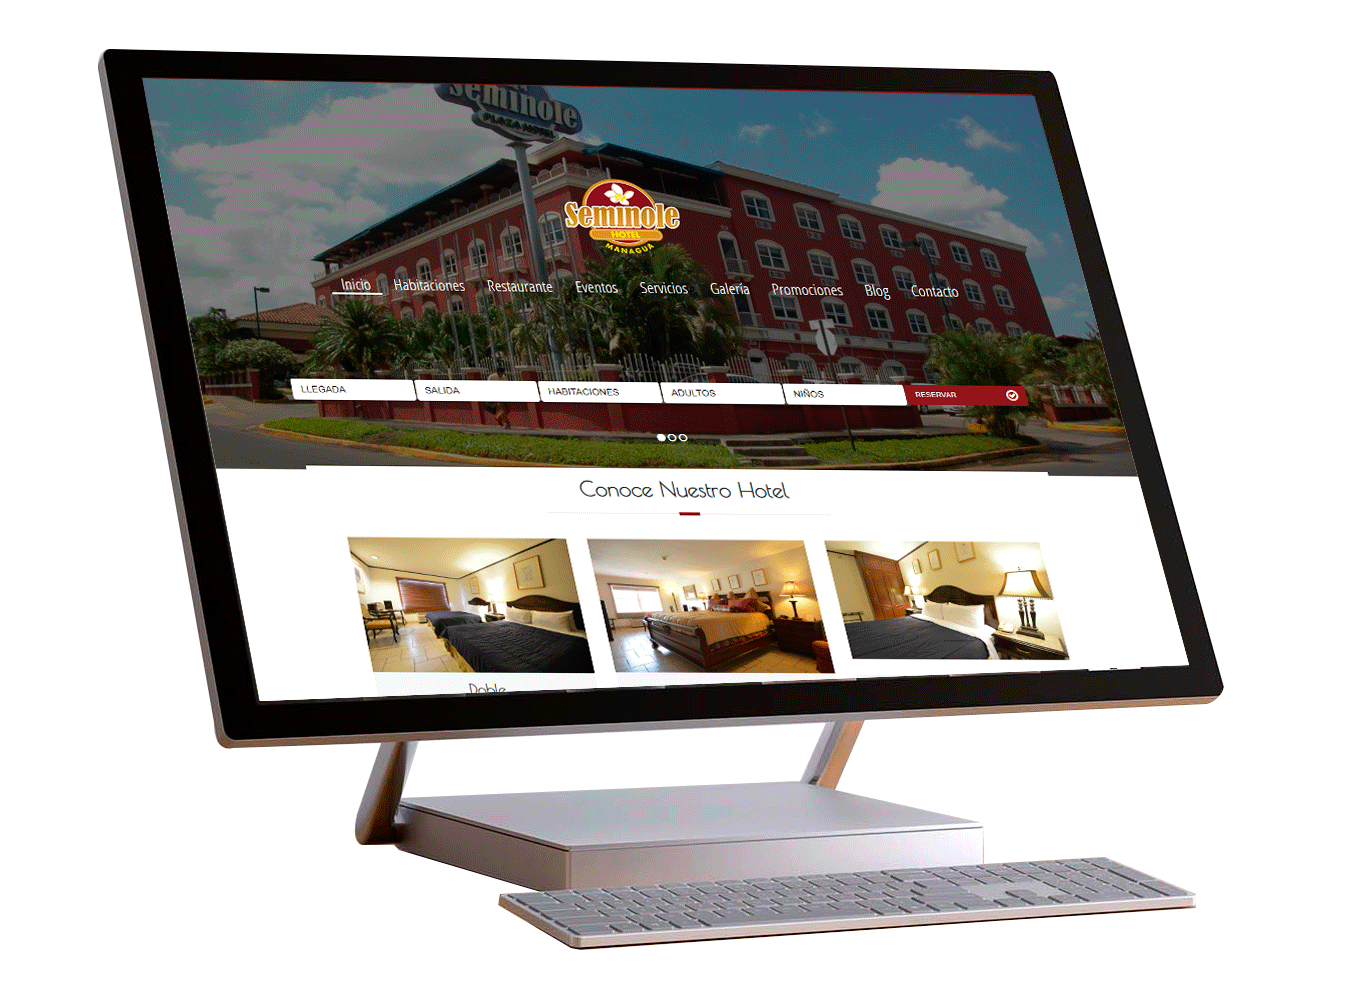 Seminole
PLAZA HOTEL
Seminole
HOTEL
MANAGUA
Inicio Habitaciones Restaurante Eventos Servicios Galería Promociones Blog Contacto
LLEGADA SALIDA HABITACIONES ADULTOS NIÑOS RESERVAR
Conoce Nuestro Hotel
Doble